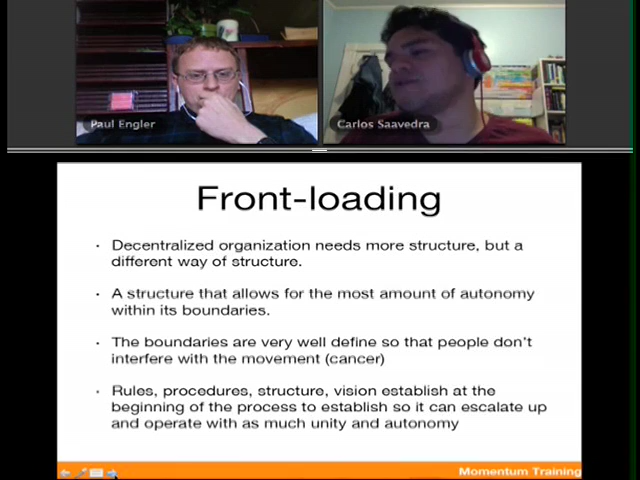 Paul Engler
Carlos Saavedra
Front-loading
· Decentralized organization needs more structure, but a
different way of structure.
· A structure that allows for the most amount of autonomy
within its boundaries.
· The boundaries are very well define so that people don't
interfere with the movement (cancer)
· Rules, procedures, structure, vision establish at the
beginning of the process to establish so it can escalate up
and operate with as much unity and autonomy
Momentum Training